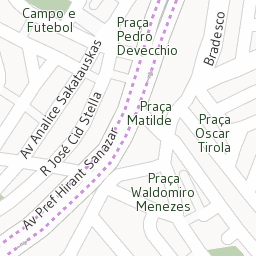 Campo e
Futebol
Praça
Pedro
Devecchio
Bradesco
Av Analice Sakatauskas
R José Cid Stella
Av Pref Hirant Sanazar
Praça
Matilde
Praça
Oscar
Tirola
Praça
Waldomiro
Menezes